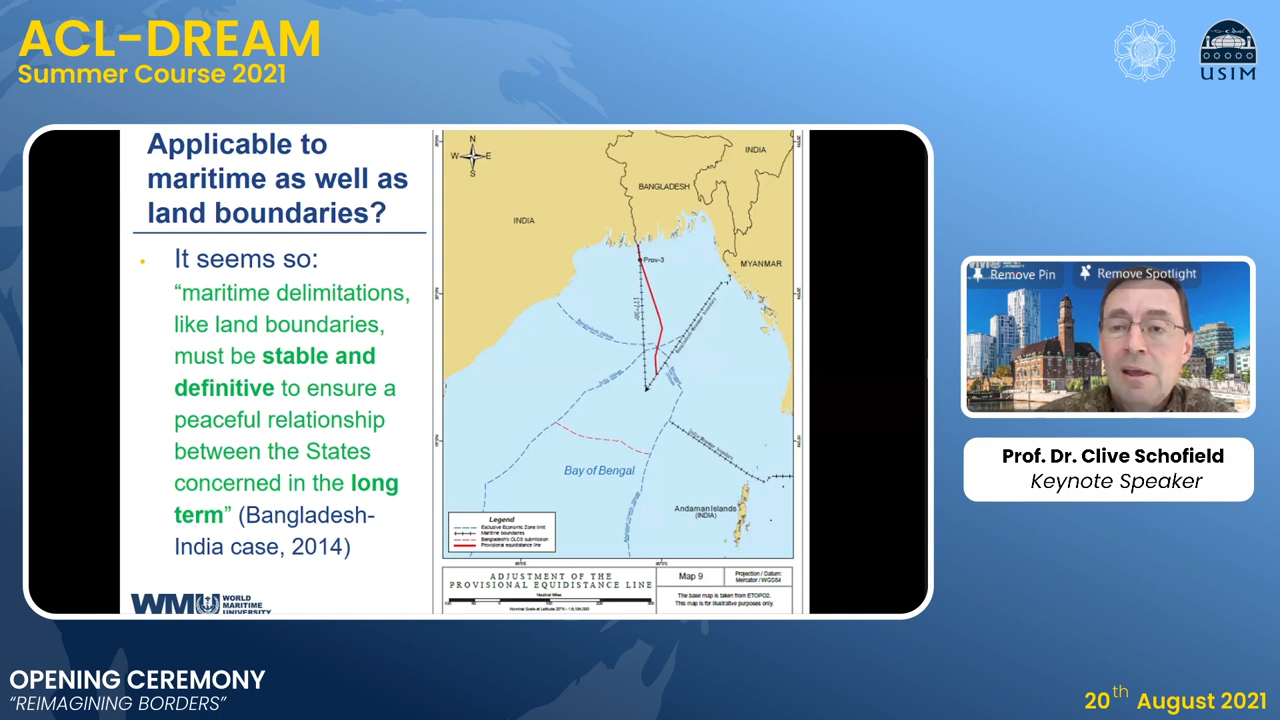 ACL-DREAM
Summer Course 2021
USIM
Applicable to
maritime as well as
land boundaries?
• It seems so:
“maritime delimitations,
like land boundaries,
must be stable and
definitive to ensure a
peaceful relationship
between the States
concerned in the long
term” (Bangladesh-
India case, 2014)
WMU WORLD
MARITIME
UNIVERSITY
N
W E
S
INDIA
BANGLADESH
INDIA
MYANMAR
Prov-3
Bay of Bengal
Andaman Islands
(INDIA)
Legend
Exclusive Economic Zone limit
Maritime boundaries
Bangladesh's CLCS submission
Provisional equidistance line
ADJUSTMENT OF THE
PROVISIONAL EQUIDISTANCE LINE
Nautical Miles
Map 9
Projection / Datum:
Mercator / WGS84
The base map is taken from ETOPO2.
This map is for illustrative purposes only.
Remove Pin
Remove Spotlight
Prof. Dr. Clive Schofield
Keynote Speaker
OPENING CEREMONY
“REIMAGINING BORDERS”
20th August 2021